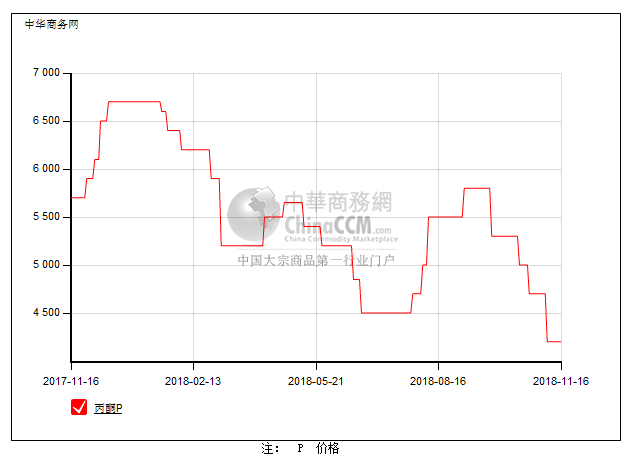 中华商务网
7 000
6 500
6 000
5 500
5 000
4 500
中華商務網
ChinaCCM.com
China Commodity Marketplace
中国大宗商品第一行业门户
2017-11-16
2018-02-13
2018-05-21
2018-08-16
2018-11-16
丙酮P
注： P 价格